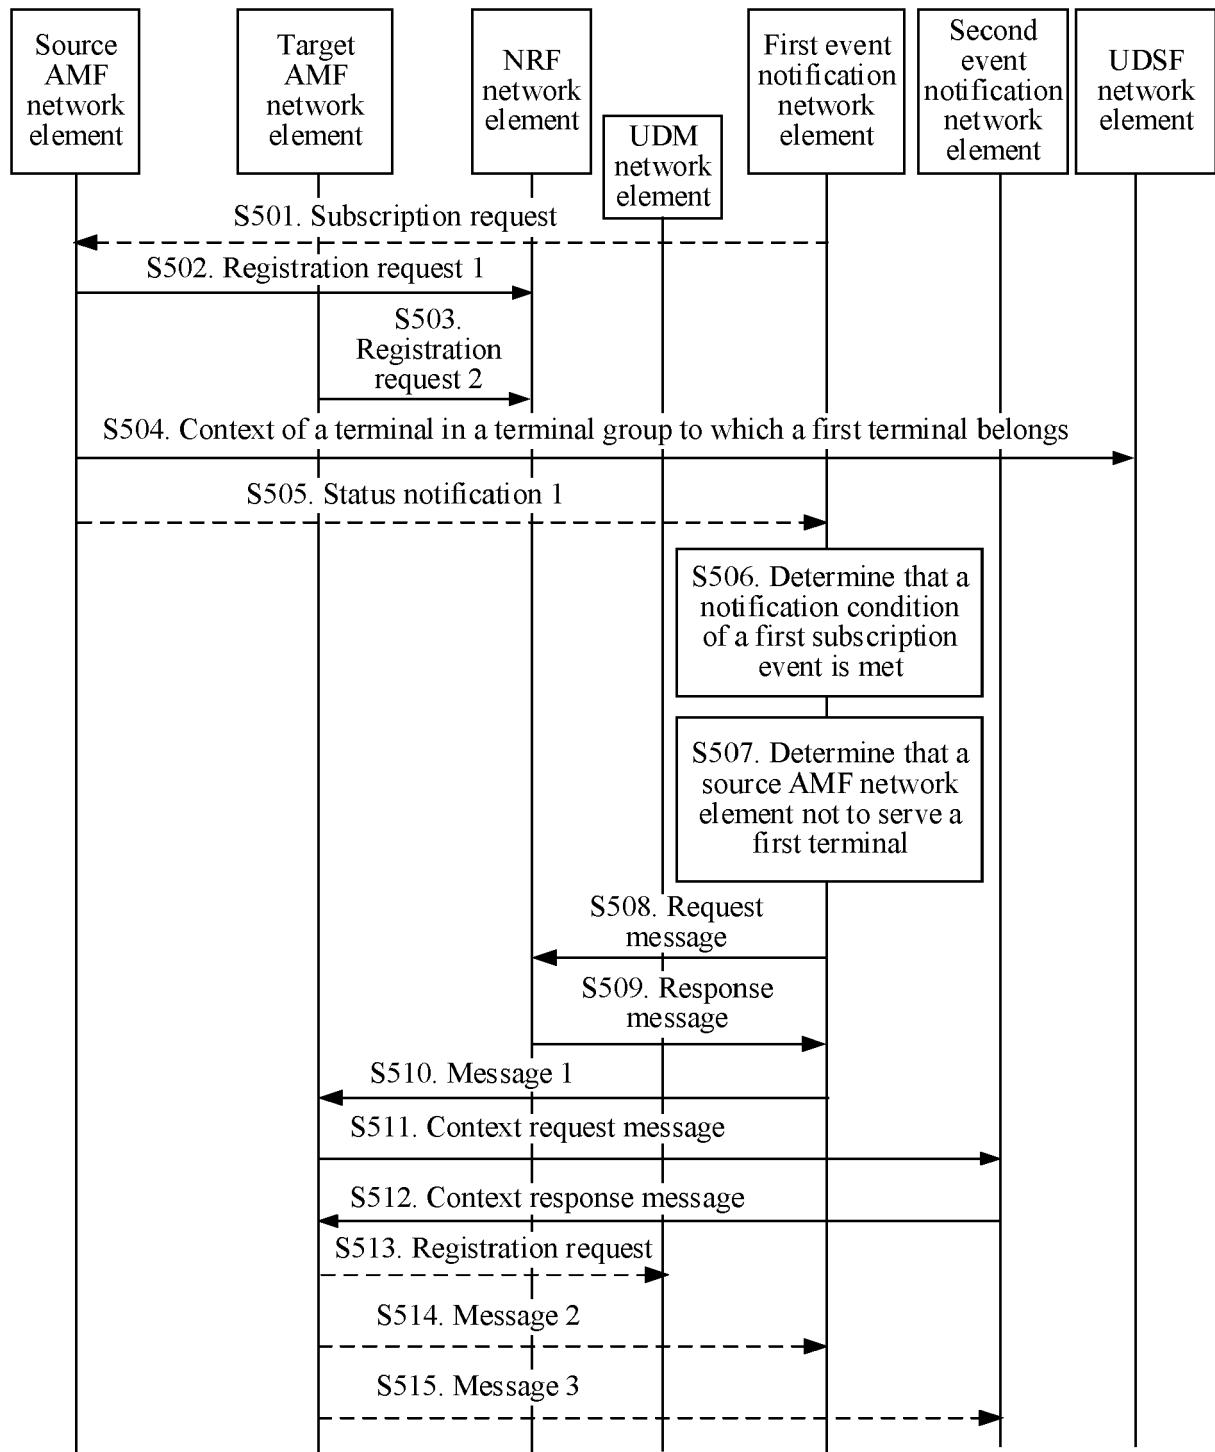 Source
AMF
network
element
Target
AMF
network
element
NRF
network
element
UDM
network
element
First event
notification
network
element
Second
event
notification
network
element
UDSF
network
element
S501. Subscription request
S502. Registration request 1
S503.
Registration
request 2
S504. Context of a terminal in a terminal group to which a first terminal belongs
S505. Status notification 1
S506. Determine that a
notification condition
of a first subscription
event is met
S507. Determine that a
source AMF network
element not to serve a
first terminal
S508. Request
message
S509. Response
message
S510. Message 1
S511. Context request message
S512. Context response message
S513. Registration request
S514. Message 2
S515. Message 3